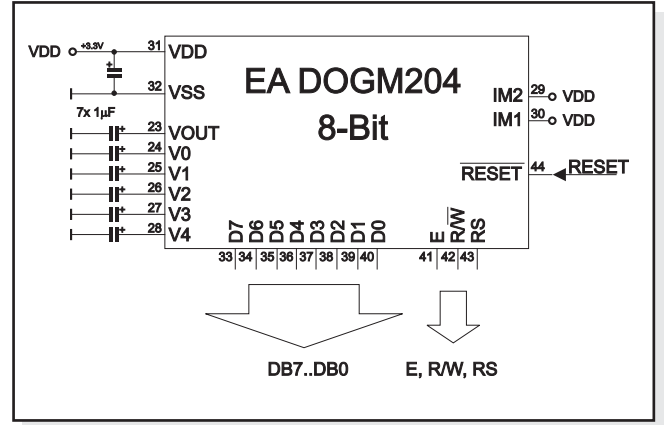 VDD +3.3V 31 VDD
EA DOGM204
8-Bit
32 VSS
7x 1µF
23 VOUT
24 V0
25 V1
26 V2
27 V3
28 V4
IM2 29 VDD
IM1 30 VDD
RESET 44 RESET
D7 D6 D5 D4 D3 D2 D1 D0
33 34 35 36 37 38 39 40
E R/W RS
41 42 43
DB7..DB0
E, R/W, RS